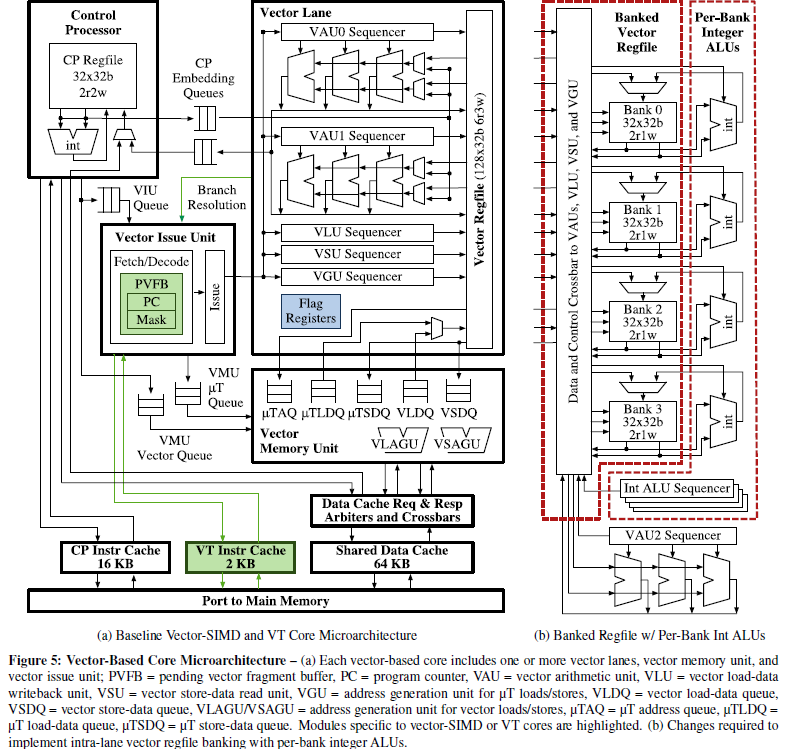 Control
Processor
CP Regfile
32x32b
2r2w
int
CP
Embedding
Queues
VIU
Queue
Branch
Resolution
Vector Issue Unit
Fetch/Decode
PVFB
PC
Mask
Issue
VMU
μT
Queue
VMU
Vector Queue
Vector Lane
VAU0 Sequencer
VAU1 Sequencer
VLU Sequencer
VSU Sequencer
VGU Sequencer
Flag
Registers
Vector Regfile (128x32b 6r3w)
μTAQ
μTLDQ
μTSDQ
VLDQ
VSDQ
Vector
Memory Unit
VLAGU
VSAGU
Data Cache Req & Resp
Arbiters and Crossbars
CP Instr Cache
16 KB
VT Instr Cache
2 KB
Shared Data Cache
64 KB
Port to Main Memory
(a) Baseline Vector-SIMD and VT Core Microarchitecture
Data and Control Crossbar to VAUs, VLU, VSU, and VGU
Banked
Vector
Regfile
Per-Bank
Integer
ALUs
Bank 0
32x32b
2r1w
int
Bank 1
32x32b
2r1w
int
Bank 2
32x32b
2r1w
int
Bank 3
32x32b
2r1w
int
Int ALU Sequencer
VAU2 Sequencer
(b) Banked Regfile w/ Per-Bank Int ALUs
Figure 5: Vector-Based Core Microarchitecture – (a) Each vector-based core includes one or more vector lanes, vector memory unit, and
vector issue unit; PVFB = pending vector fragment buffer, PC = program counter, VAU = vector arithmetic unit, VLU = vector load-data
writeback unit, VSU = vector store-data read unit, VGU = address generation unit for μT loads/stores, VLDQ = vector load-data queue,
VSDQ = vector store-data queue, VLAGU/VSAGU = address generation unit for vector loads/stores, μTAQ = μT address queue, μTLDQ =
μT load-data queue, μTSDQ = μT store-data queue. Modules specific to vector-SIMD or VT cores are highlighted. (b) Changes required to
implement intra-lane vector regfile banking with per-bank integer ALUs.